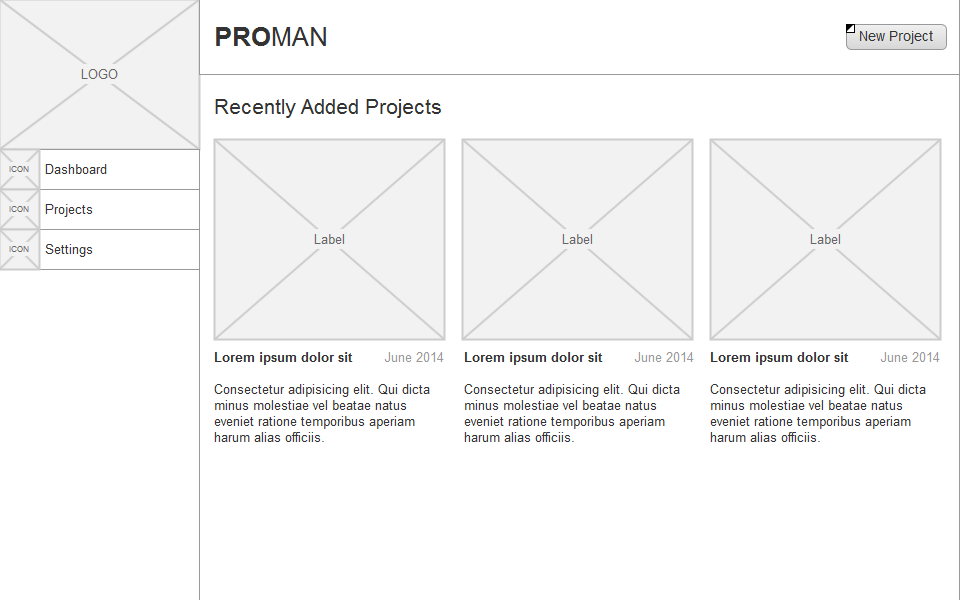 LOGO
ICON Dashboard
ICON Projects
ICON Settings
PROMAN
New Project
Recently Added Projects
Label
Lorem ipsum dolor sit June 2014
Consectetur adipisicing elit. Qui dicta
minus molestiae vel beatae natus
eveniet ratione temporibus aperiam
harum alias officiis.
Label
Lorem ipsum dolor sit June 2014
Consectetur adipisicing elit. Qui dicta
minus molestiae vel beatae natus
eveniet ratione temporibus aperiam
harum alias officiis.
Label
Lorem ipsum dolor sit June 2014
Consectetur adipisicing elit. Qui dicta
minus molestiae vel beatae natus
eveniet ratione temporibus aperiam
harum alias officiis.